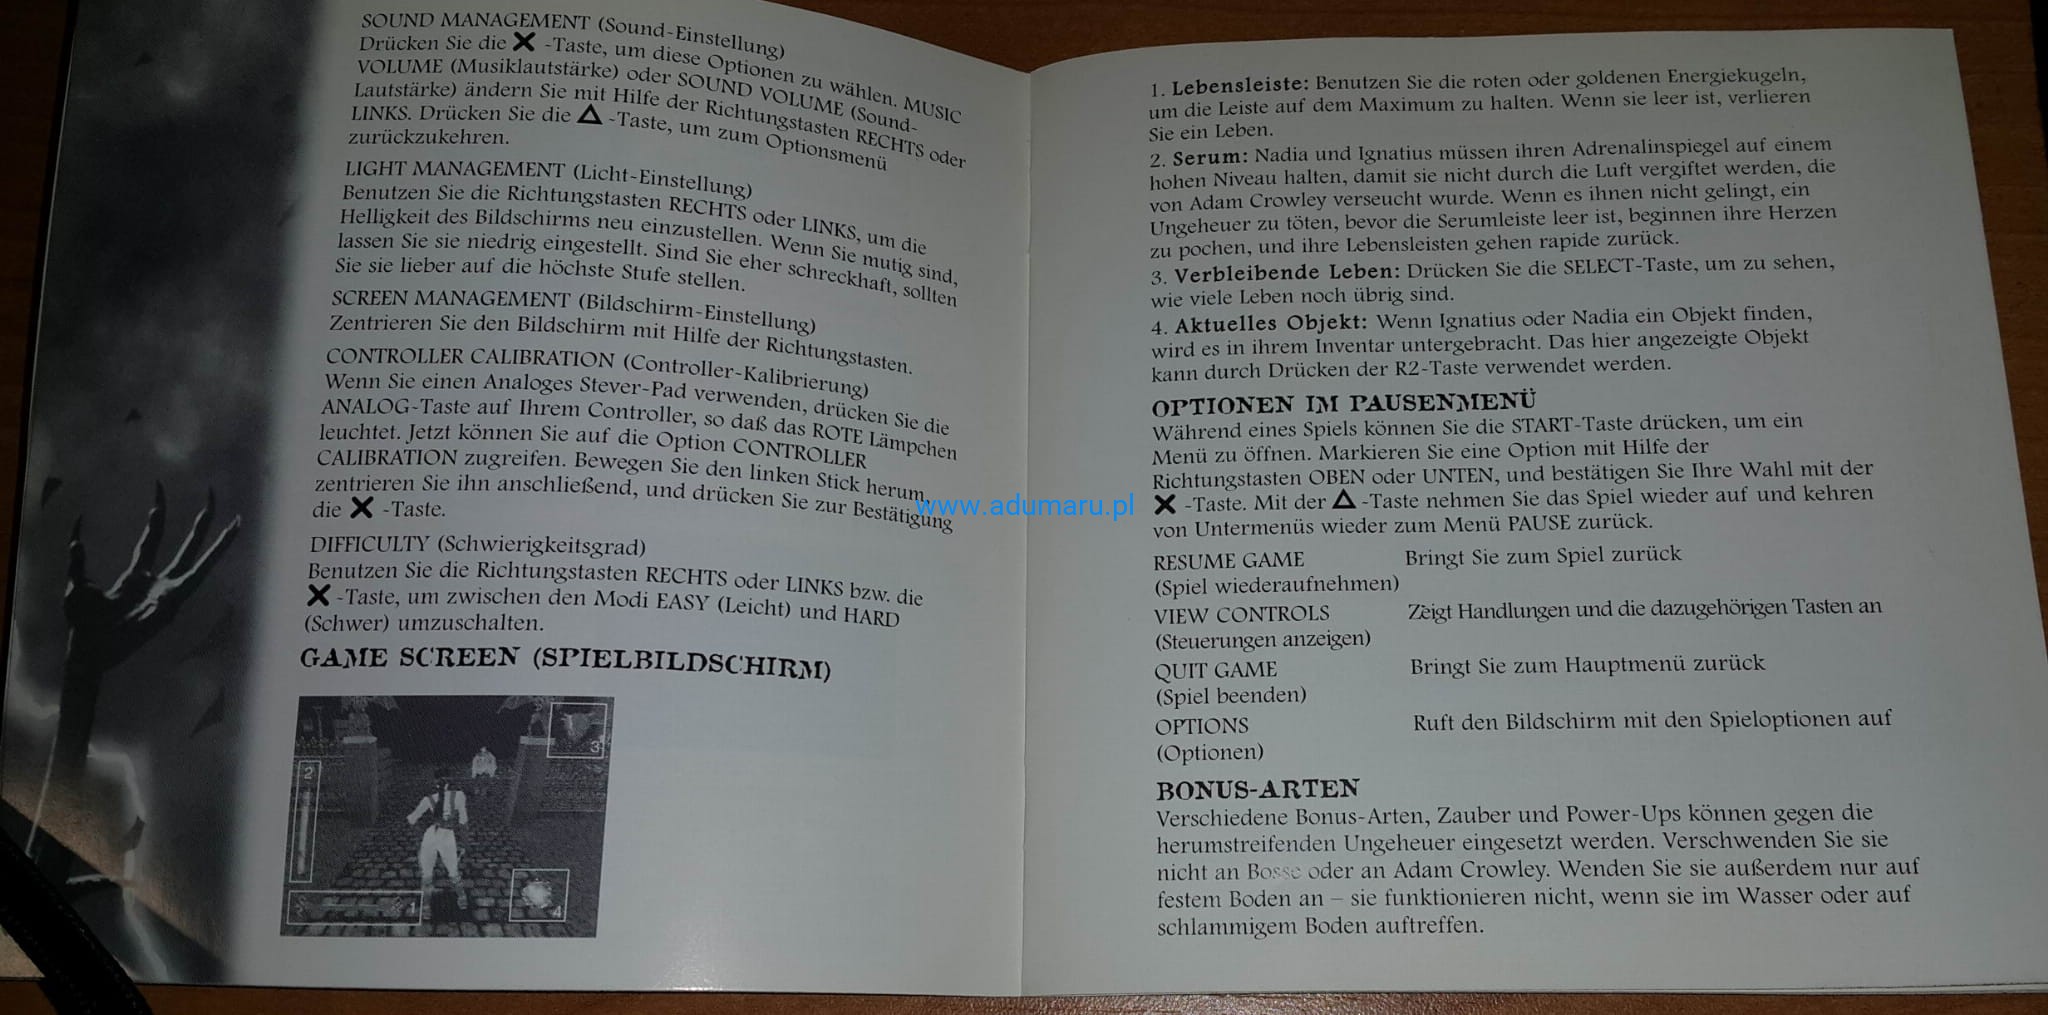 SOUND MANAGEMENT (Sound-Einstellung)
Drücken Sie die ✕ -Taste, um diese Optionen zu wählen. MUSIC
VOLUME (Musiklautstärke) oder SOUND VOLUME (Sound-
Lautstärke) ändern Sie mit Hilfe der Richtungstasten RECHTS oder
LINKS. Drücken Sie die △ -Taste, um zum Optionsmenü
zurückzukehren.
LIGHT MANAGEMENT (Licht-Einstellung)
Benutzen Sie die Richtungstasten RECHTS oder LINKS, um die
Helligkeit des Bildschirms neu einzustellen. Wenn Sie mutig sind,
lassen Sie sie niedrig eingestellt. Sind Sie eher schreckhaft, sollten
Sie sie lieber auf die höchste Stufe stellen.
SCREEN MANAGEMENT (Bildschirm-Einstellung)
Zentrieren Sie den Bildschirm mit Hilfe der Richtungstasten.
CONTROLLER CALIBRATION (Controller-Kalibrierung)
Wenn Sie einen Analoges Stever-Pad verwenden, drücken Sie die
ANALOG-Taste auf Ihrem Controller, so daß das ROTE Lämpchen
leuchtet. Jetzt können Sie auf die Option CONTROLLER
CALIBRATION zugreifen. Bewegen Sie den linken Stick herum,
zentrieren Sie ihn anschließend, und drücken Sie zur Bestätigung
die ✕ -Taste.
DIFFICULTY (Schwierigkeitsgrad)
Benutzen Sie die Richtungstasten RECHTS oder LINKS bzw. die
✕ -Taste, um zwischen den Modi EASY (Leicht) und HARD
(Schwer) umzuschalten.
GAME SCREEN (SPIELBILDSCHIRM)
3
2
1
4
www.adumaru.pl
1. Lebensleiste: Benutzen Sie die roten oder goldenen Energiekugeln,
um die Leiste auf dem Maximum zu halten. Wenn sie leer ist, verlieren
Sie ein Leben.
2. Serum: Nadia und Ignatius müssen ihren Adrenalinspiegel auf einem
hohen Niveau halten, damit sie nicht durch die Luft vergiftet werden, die
von Adam Crowley verseucht wurde. Wenn es ihnen nicht gelingt, ein
Ungeheuer zu töten, bevor die Serumleiste leer ist, beginnen ihre Herzen
zu pochen, und ihre Lebensleisten gehen rapide zurück.
3. Verbleibende Leben: Drücken Sie die SELECT-Taste, um zu sehen,
wie viele Leben noch übrig sind.
4. Aktuelles Objekt: Wenn Ignatius oder Nadia ein Objekt finden,
wird es in ihrem Inventar untergebracht. Das hier angezeigte Objekt
kann durch Drücken der R2-Taste verwendet werden.
OPTIONEN IM PAUSENMENÜ
Während eines Spiels können Sie die START-Taste drücken, um ein
Menü zu öffnen. Markieren Sie eine Option mit Hilfe der
Richtungstasten OBEN oder UNTEN, und bestätigen Sie Ihre Wahl mit der
✕ -Taste. Mit der △ -Taste nehmen Sie das Spiel wieder auf und kehren
von Untermenüs wieder zum Menü PAUSE zurück.
RESUME GAME Bringt Sie zum Spiel zurück
(Spiel wiederaufnehmen)
VIEW CONTROLS Zeigt Handlungen und die dazugehörigen Tasten an
(Steuerungen anzeigen)
QUIT GAME Bringt Sie zum Hauptmenü zurück
(Spiel beenden)
OPTIONS Ruft den Bildschirm mit den Spieloptionen auf
(Optionen)
BONUS-ARTEN
Verschiedene Bonus-Arten, Zauber und Power-Ups können gegen die
herumstreifenden Ungeheuer eingesetzt werden. Verschwenden Sie sie
nicht an Bosse oder an Adam Crowley. Wenden Sie sie außerdem nur auf
festem Boden an – sie funktionieren nicht, wenn sie im Wasser oder auf
schlammigem Boden auftreffen.